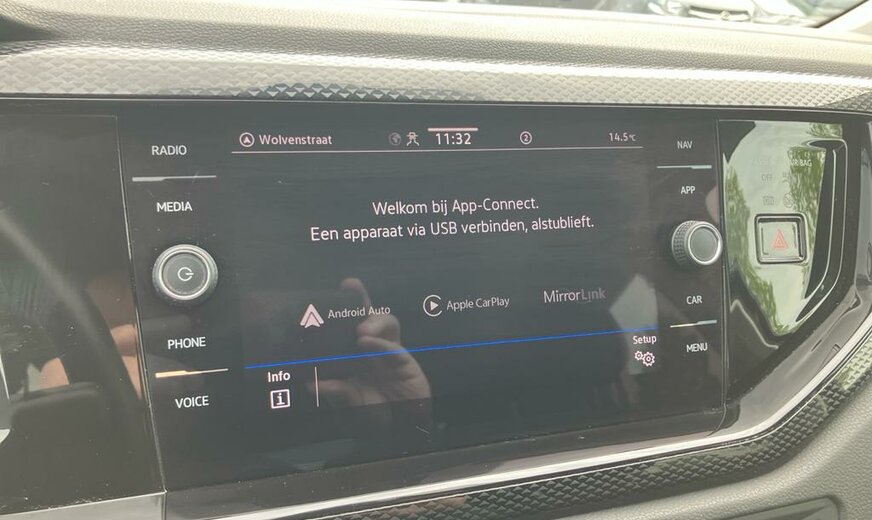 RADIO
MEDIA
PHONE
VOICE
Wolvenstraat
11:32
2
14.5°C
Welkom bij App-Connect.
Een apparaat via USB verbinden, alstublieft.
Android Auto
Apple CarPlay
MirrorLink
Info
i
Setup
NAV
APP
CAR
MENU
OFF